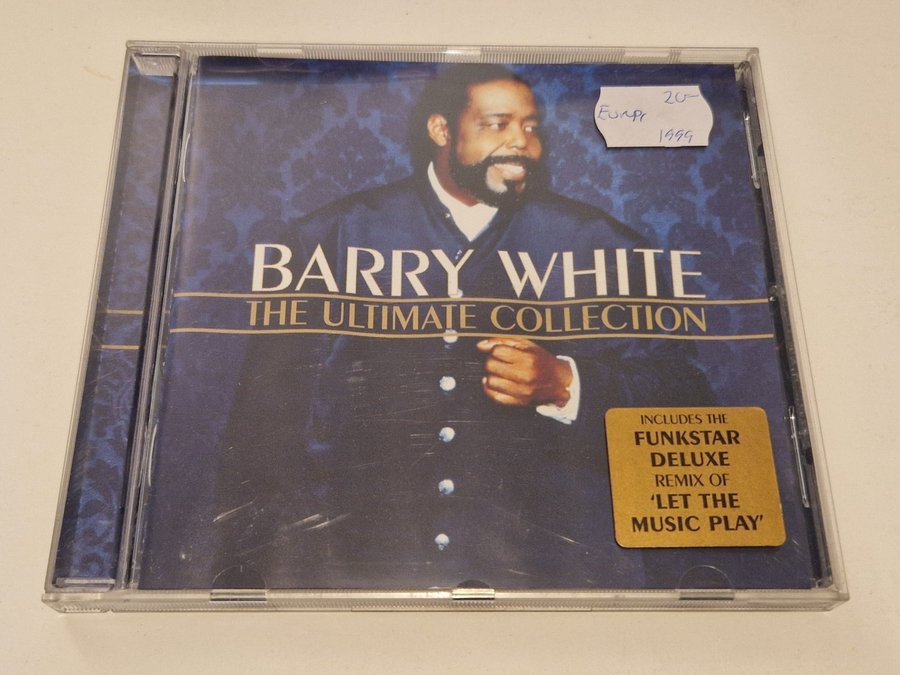 20-
Europe
1999
BARRY WHITE
THE ULTIMATE COLLECTION
INCLUDES THE
FUNKSTAR
DELUXE
REMIX OF
'LET THE
MUSIC PLAY'